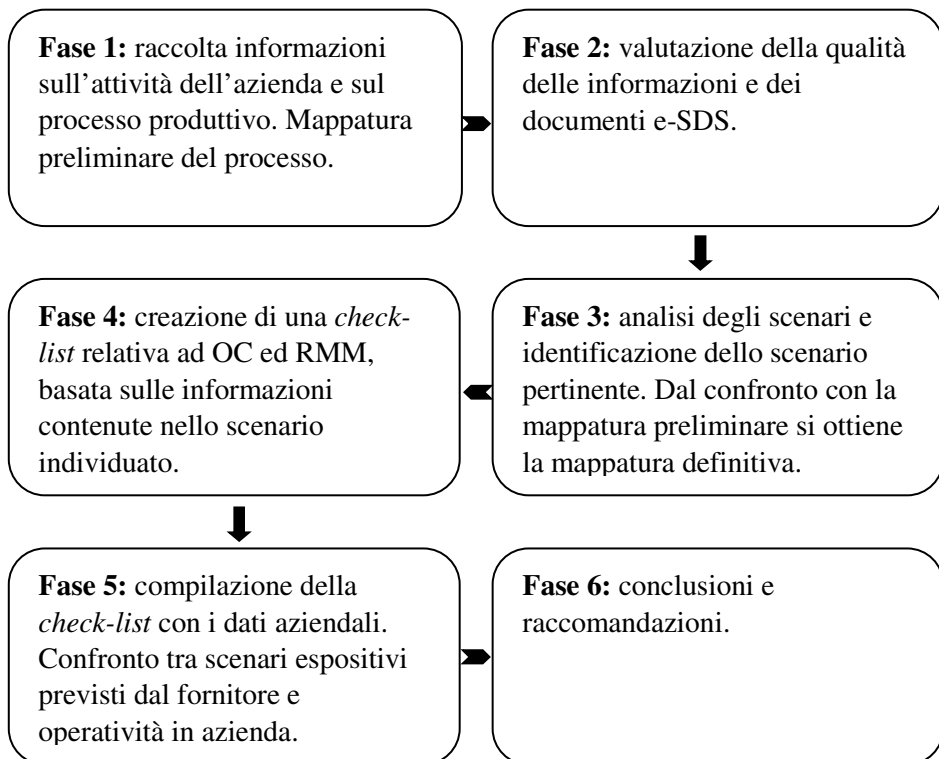 Fase 1: raccolta informazioni
sull'attività dell'azienda e sul
processo produttivo. Mappatura
preliminare del processo.
Fase 2: valutazione della qualità
delle informazioni e dei
documenti e-SDS.
Fase 3: analisi degli scenari e
identificazione dello scenario
pertinente. Dal confronto con la
mappatura preliminare si ottiene
la mappatura definitiva.
Fase 4: creazione di una check-
list relativa ad OC ed RMM,
basata sulle informazioni
contenute nello scenario
individuato.
Fase 5: compilazione della
check-list con i dati aziendali.
Confronto tra scenari espositivi
previsti dal fornitore e
operatività in azienda.
Fase 6: conclusioni e
raccomandazioni.